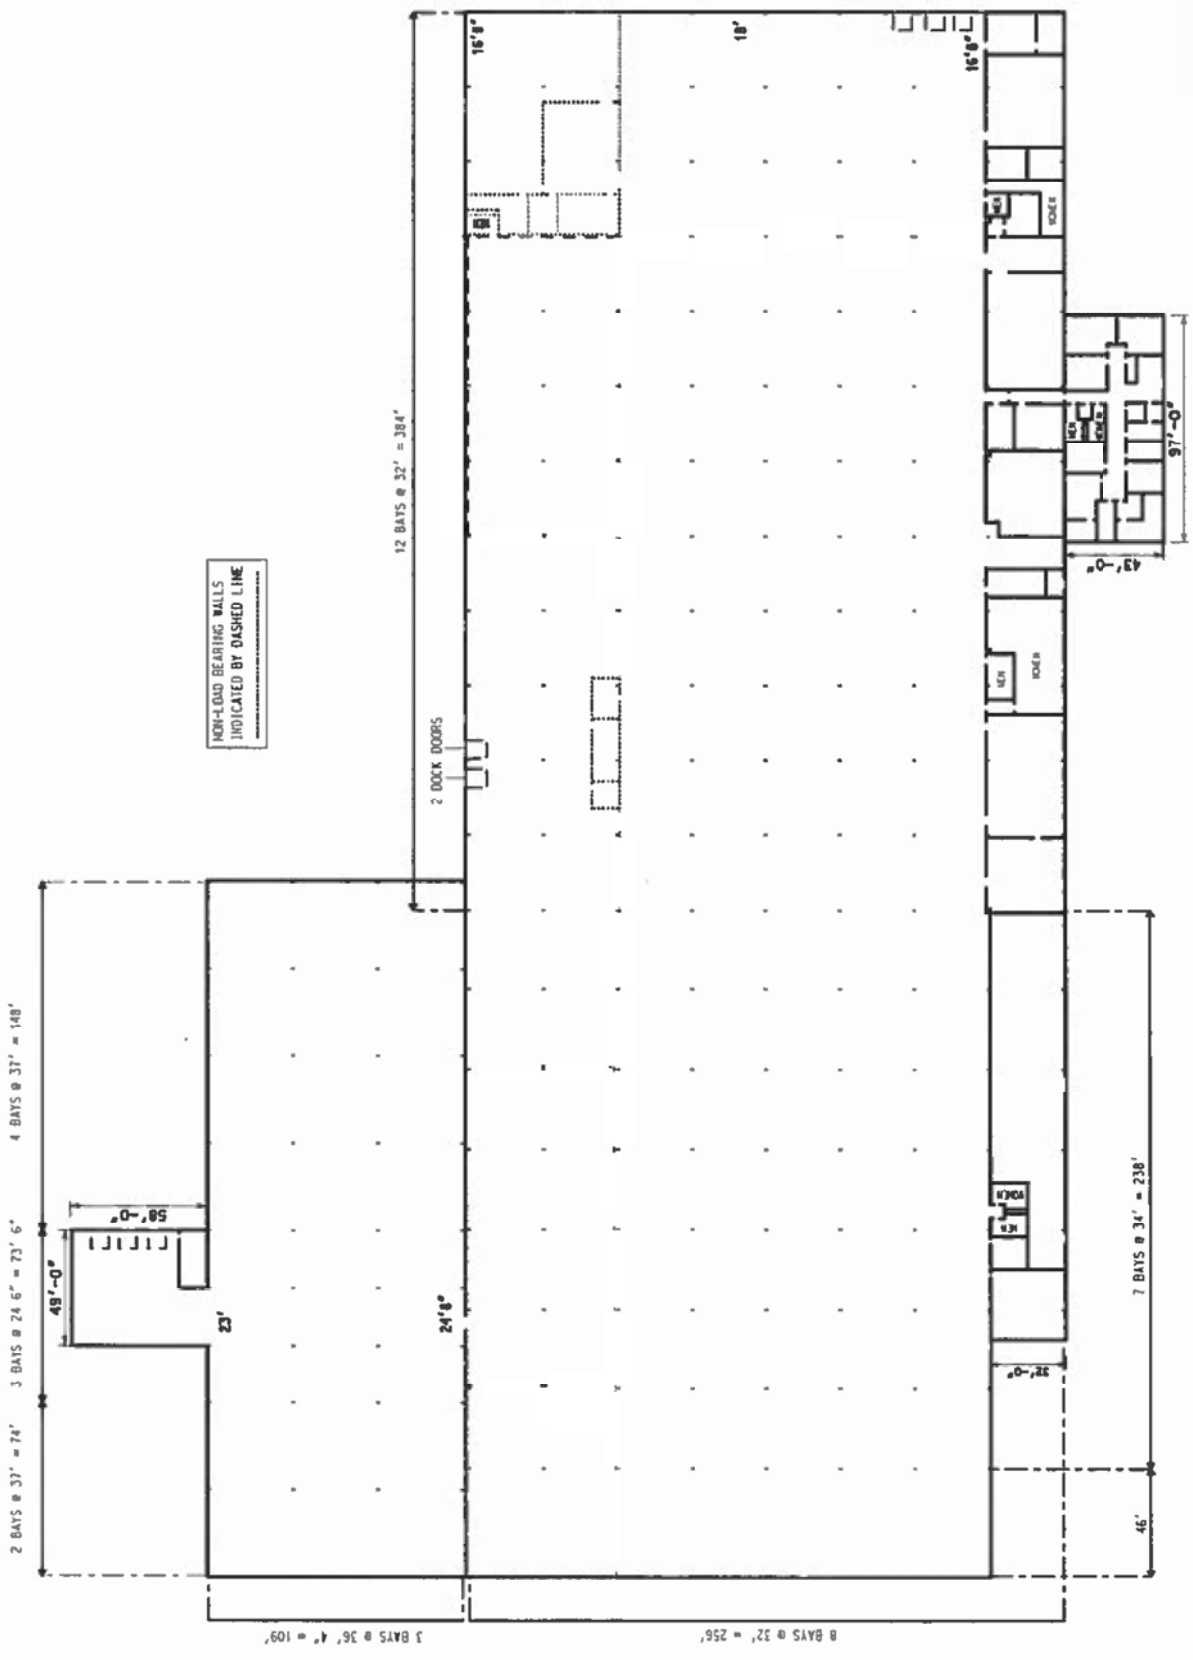 16'8"
18'
16'8"
MEN
MEN
WOMEN
12 BAYS @ 32' = 384'
MEN
WOMEN
97'-0"
43'-0"
NON-LOAD BEARING WALLS
INDICATED BY DASHED LINE
2 DOCK DOORS
MEN
WOMEN
4 BAYS @ 37' = 148'
3 BAYS @ 24 6" = 73' 6"
2 BAYS @ 37' = 74'
58'-0"
49'-0"
23'
24'8"
WOMEN
MEN
32'-0"
7 BAYS @ 34' = 238'
46'
3 BAYS @ 36' 4" = 109'
8 BAYS @ 32' = 256'